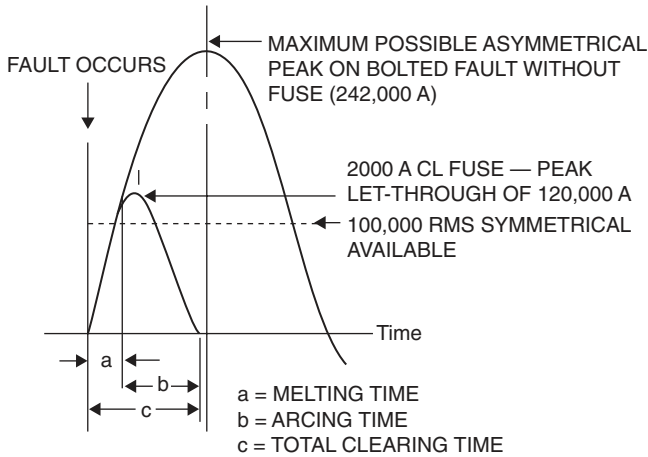 FAULT OCCURS
MAXIMUM POSSIBLE ASYMMETRICAL
PEAK ON BOLTED FAULT WITHOUT
FUSE (242,000 A)
2000 A CL FUSE — PEAK
LET-THROUGH OF 120,000 A
100,000 RMS SYMMETRICAL
AVAILABLE
Time
a
b
c
a = MELTING TIME
b = ARCING TIME
c = TOTAL CLEARING TIME